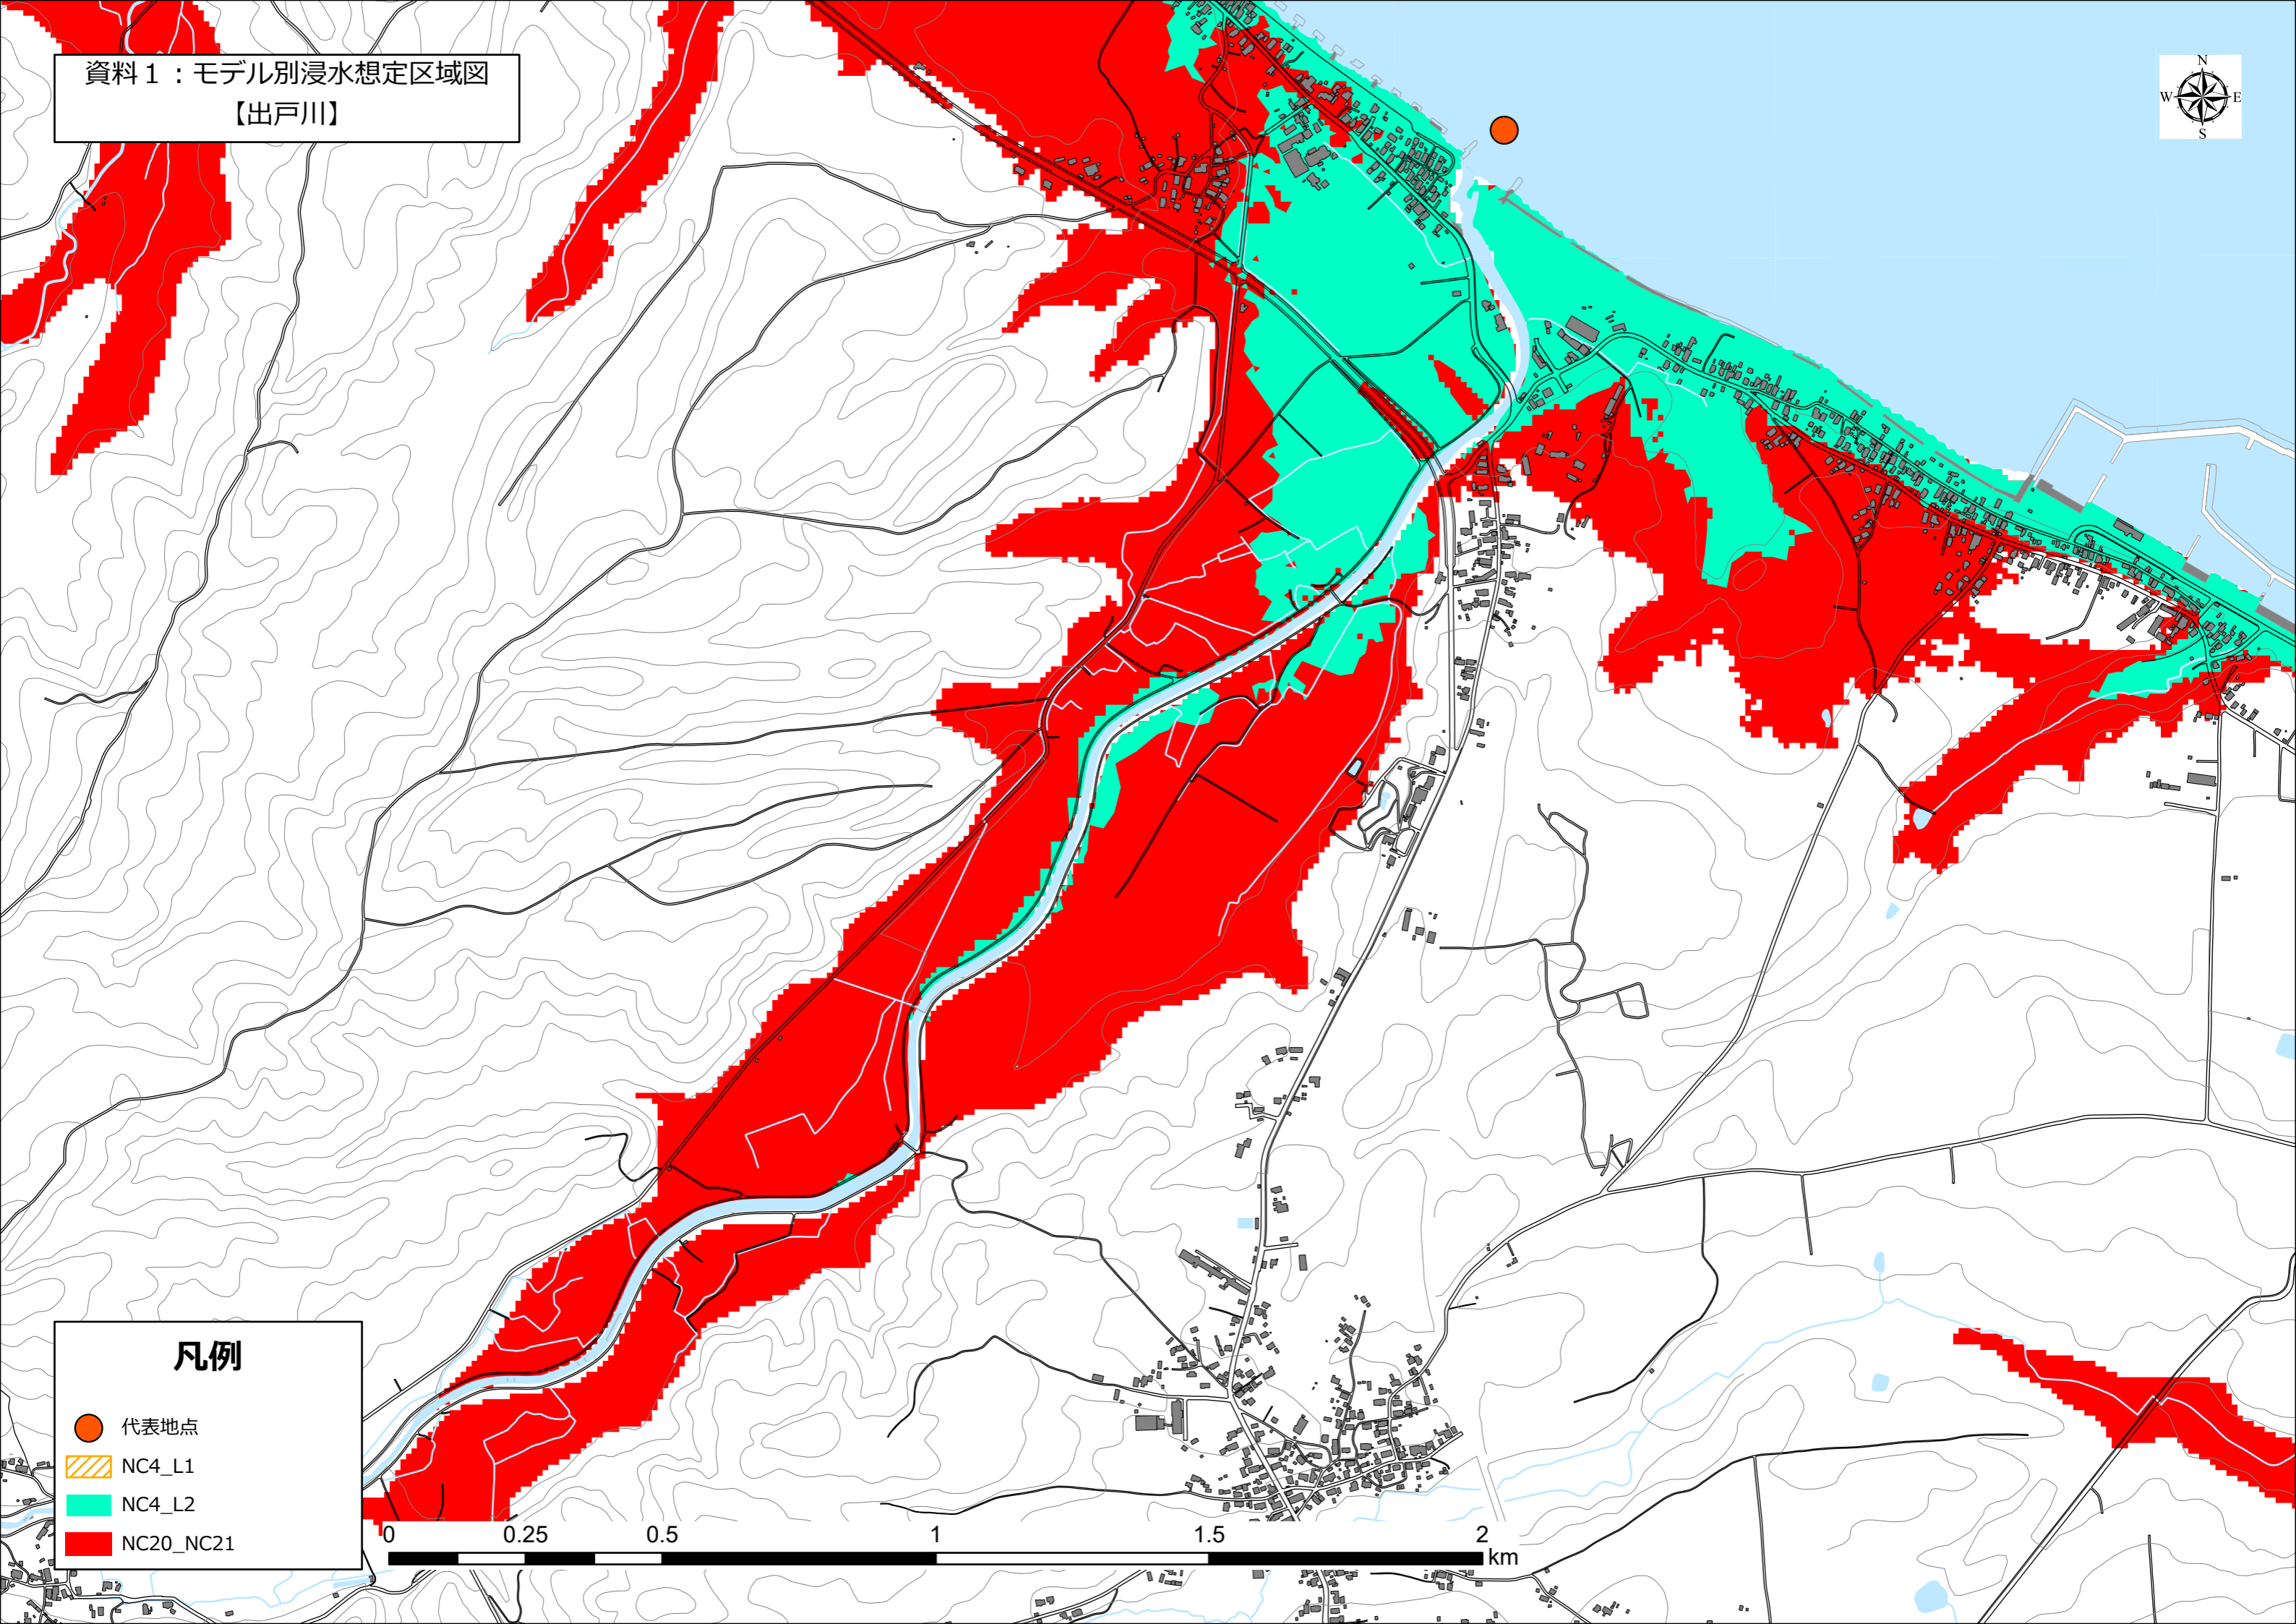 資料１：モデル別浸水想定区域図
【出戸川】
N
W E
S
凡例
代表地点
NC4_L1
NC4_L2
NC20_NC21
0 0.25 0.5 1 1.5 2
km